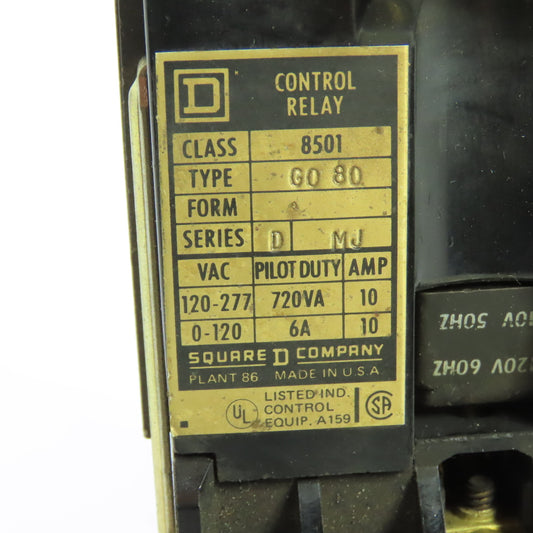 D CONTROL
RELAY
CLASS 8501
TYPE GO 80
FORM
SERIES D MJ
VAC PILOT DUTY AMP
120-277 720VA 10
0-120 6A 10
SQUARE D COMPANY
PLANT 86 MADE IN U.S.A
UL LISTED IND. SA
CONTROL
EQUIP. A159
50HZ
220V 60HZ